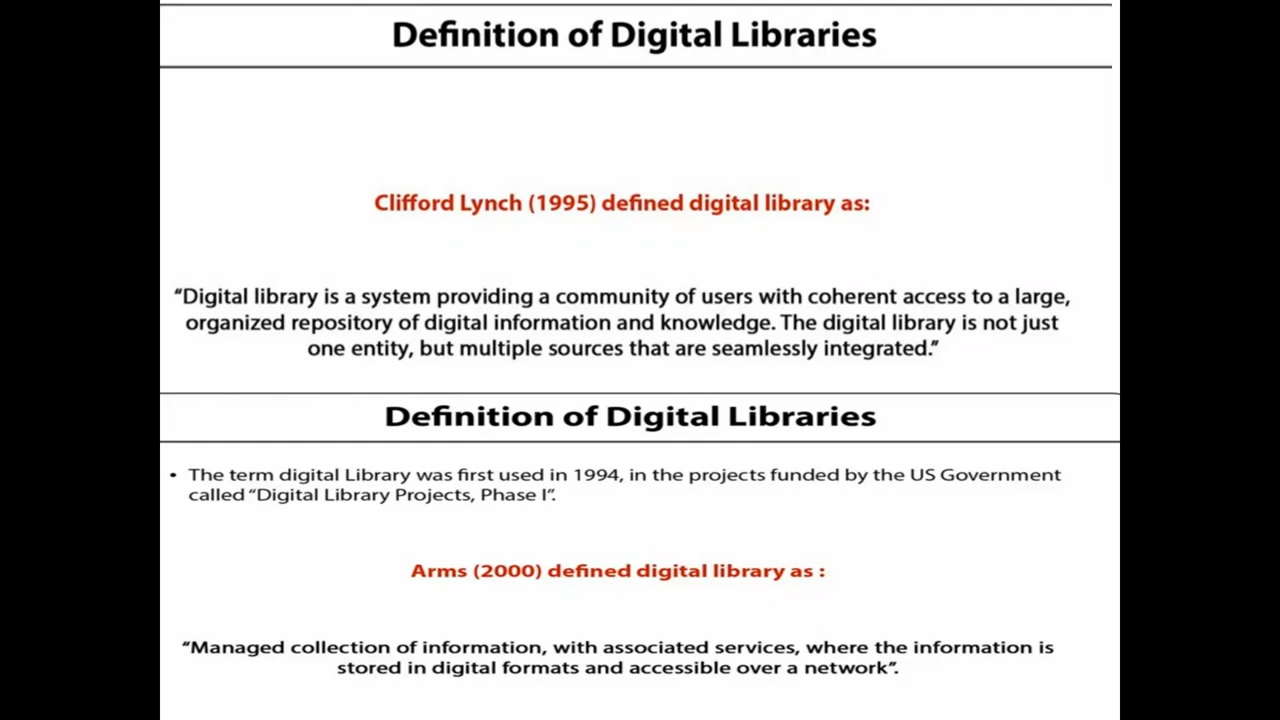 Definition of Digital Libraries
Clifford Lynch (1995) defined digital library as:
“Digital library is a system providing a community of users with coherent access to a large,
organized repository of digital information and knowledge. The digital library is not just
one entity, but multiple sources that are seamlessly integrated.”
Definition of Digital Libraries
• The term digital Library was first used in 1994, in the projects funded by the US Government
called “Digital Library Projects, Phase I”.
Arms (2000) defined digital library as :
“Managed collection of information, with associated services, where the information is
stored in digital formats and accessible over a network”.